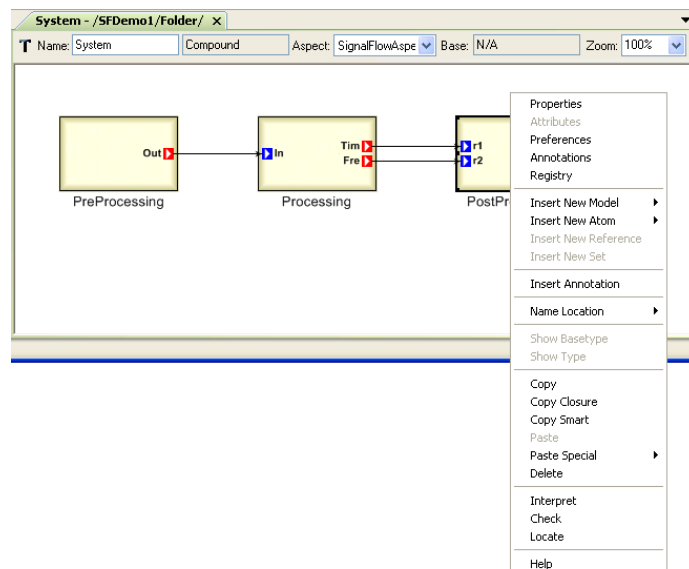 System - /SFDemo1/Folder/ ×
T Name: System Compound Aspect: SignalFlowAspe Base: N/A Zoom: 100%
Out In Tim r1
Fre r2
PreProcessing Processing PostPr
Properties
Attributes
Preferences
Annotations
Registry
Insert New Model
Insert New Atom
Insert New Reference
Insert New Set
Insert Annotation
Name Location
Show Basetype
Show Type
Copy
Copy Closure
Copy Smart
Paste
Paste Special
Delete
Interpret
Check
Locate
Help